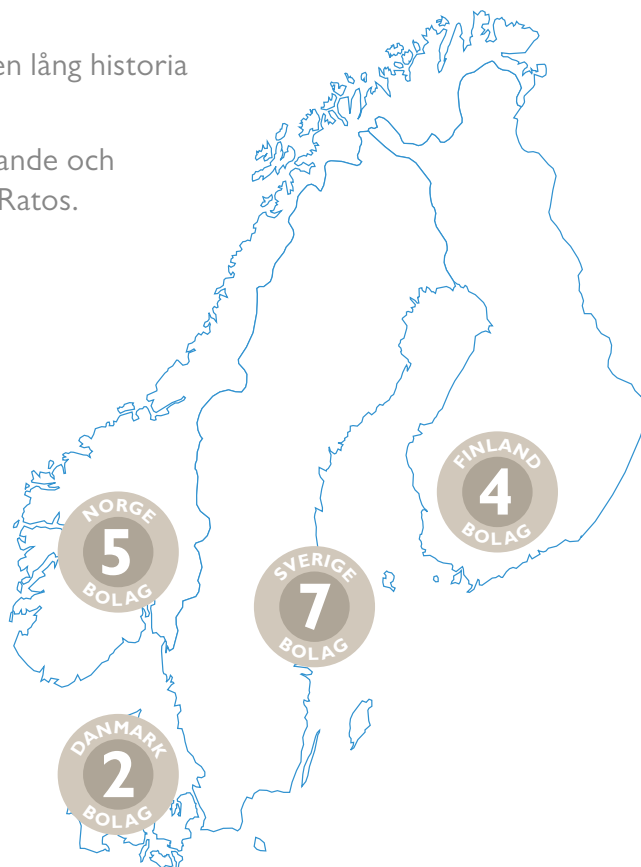 en lång historia
ande och
Ratos.
FINLAND
4
BOLAG
NORGE
5
BOLAG
SVERIGE
7
BOLAG
DANMARK
2
BOLAG